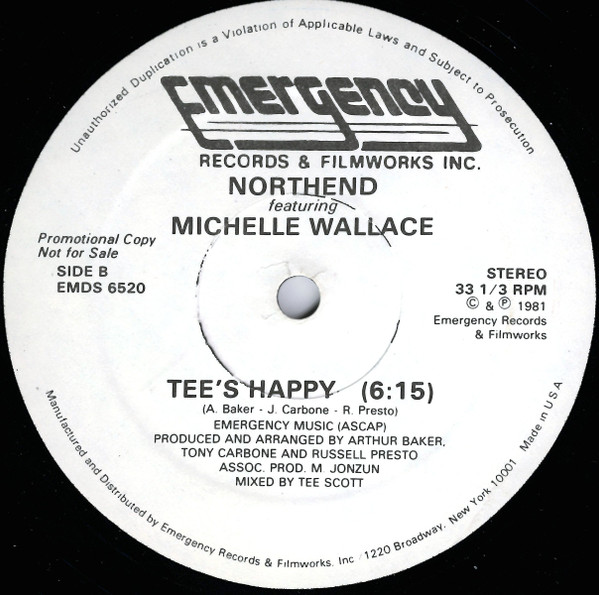 Unauthorized Duplication is a Violation of Applicable Laws and Subject to Prosecution
Emergency
RECORDS & FILMWORKS INC.
NORTHEND
featuring
MICHELLE WALLACE
Promotional Copy
Not for Sale
SIDE B
EMDS 6520
STEREO
33 1/3 RPM
© & ℗ 1981
Emergency Records
& Filmworks
TEE'S HAPPY (6:15)
(A. Baker - J. Carbone - R. Presto)
EMERGENCY MUSIC (ASCAP)
PRODUCED AND ARRANGED BY ARTHUR BAKER,
TONY CARBONE AND RUSSELL PRESTO
ASSOC. PROD. M. JONZUN
MIXED BY TEE SCOTT
Manufactured and Distributed by Emergency Records & Filmworks. Inc / 1220 Broadway, New York 10001 Made in USA